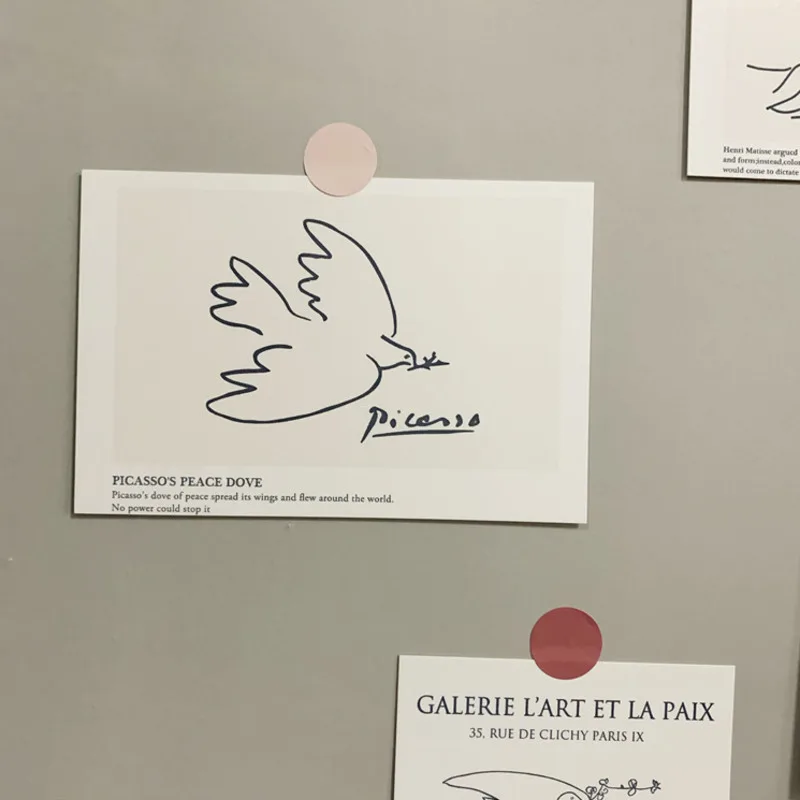 Henri Matisse argued
and form;instead,color
would come to dictate
Picasso
PICASSO'S PEACE DOVE
Picasso's dove of peace spread its wings and flew around the world.
No power could stop it
GALERIE L'ART ET LA PAIX
35, RUE DE CLICHY PARIS IX